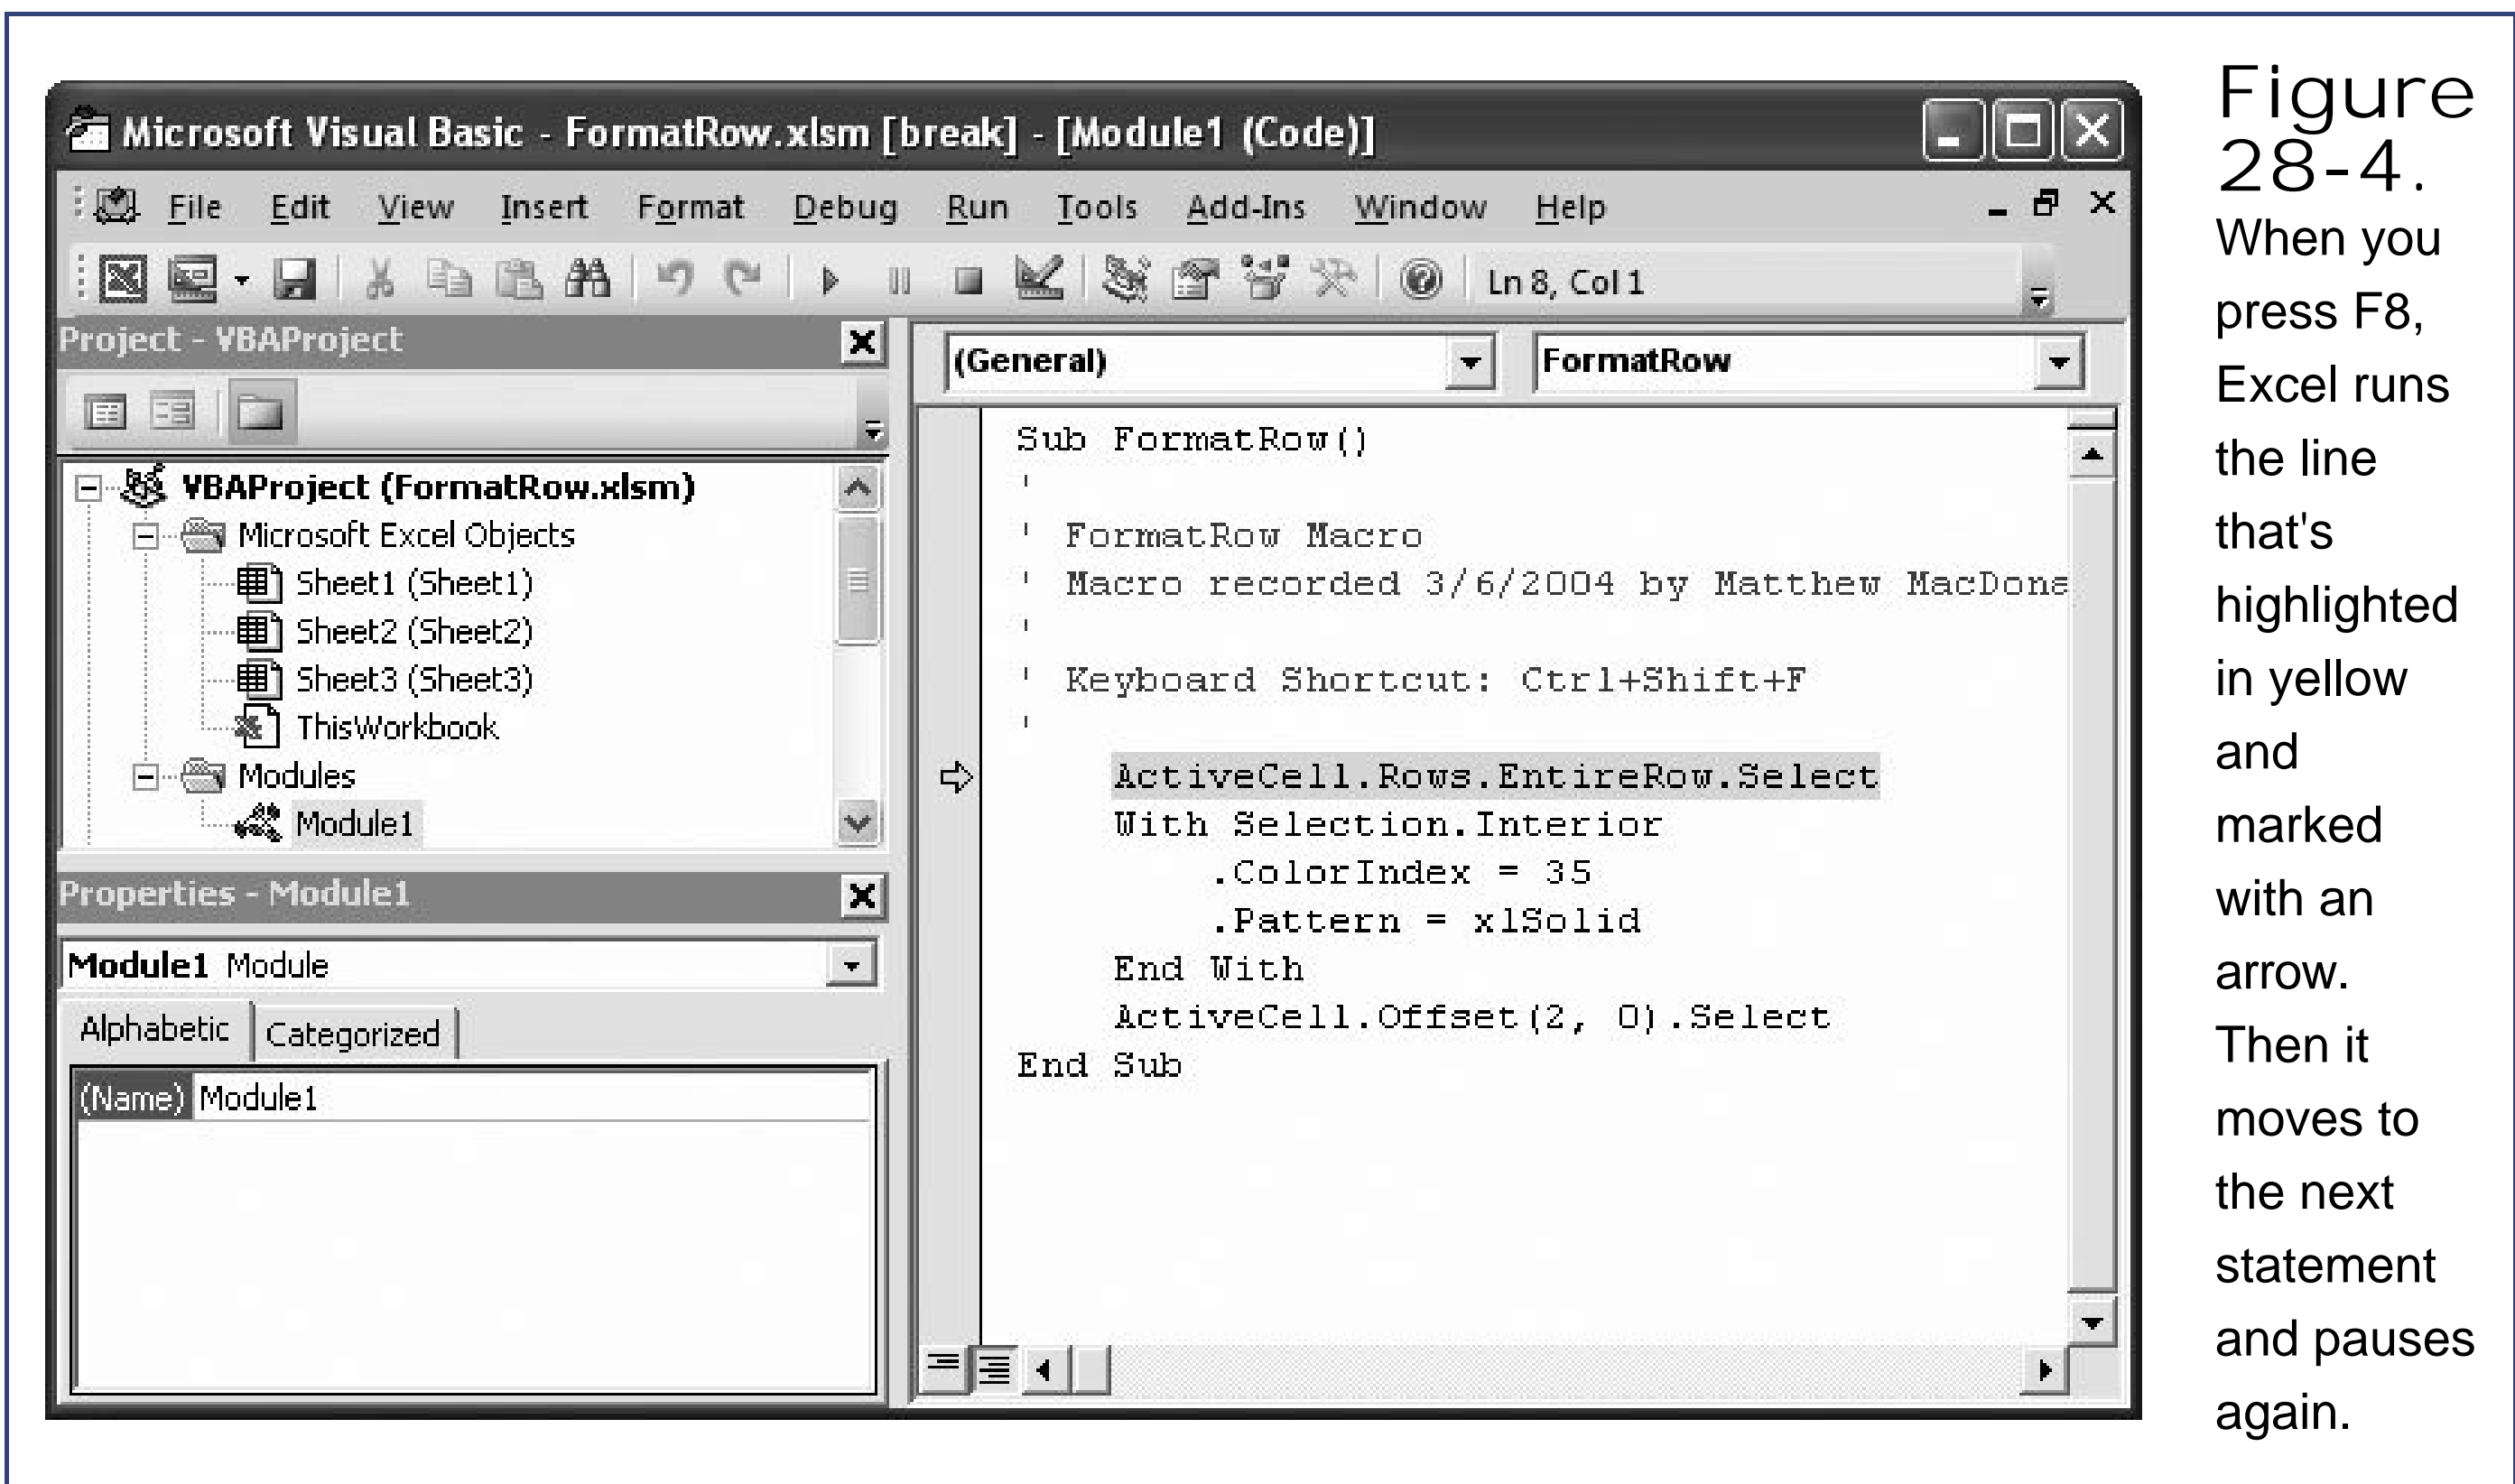 Microsoft Visual Basic - FormatRow.xlsm [break] - [Module1 (Code)]
File Edit View Insert Format Debug Run Tools Add-Ins Window Help
Ln 8, Col 1
Project - VBAProject
VBAProject (FormatRow.xlsm)
Microsoft Excel Objects
Sheet1 (Sheet1)
Sheet2 (Sheet2)
Sheet3 (Sheet3)
ThisWorkbook
Modules
Module1
Properties - Module1
Module1 Module
Alphabetic Categorized
(Name) Module1
(General) FormatRow
Sub FormatRow()
'
' FormatRow Macro
' Macro recorded 3/6/2004 by Matthew MacDona
'
' Keyboard Shortcut: Ctrl+Shift+F
'
ActiveCell.Rows.EntireRow.Select
With Selection.Interior
.ColorIndex = 35
.Pattern = xlSolid
End With
ActiveCell.Offset(2, 0).Select
End Sub
Figure
28-4.
When you
press F8,
Excel runs
the line
that's
highlighted
in yellow
and
marked
with an
arrow.
Then it
moves to
the next
statement
and pauses
again.